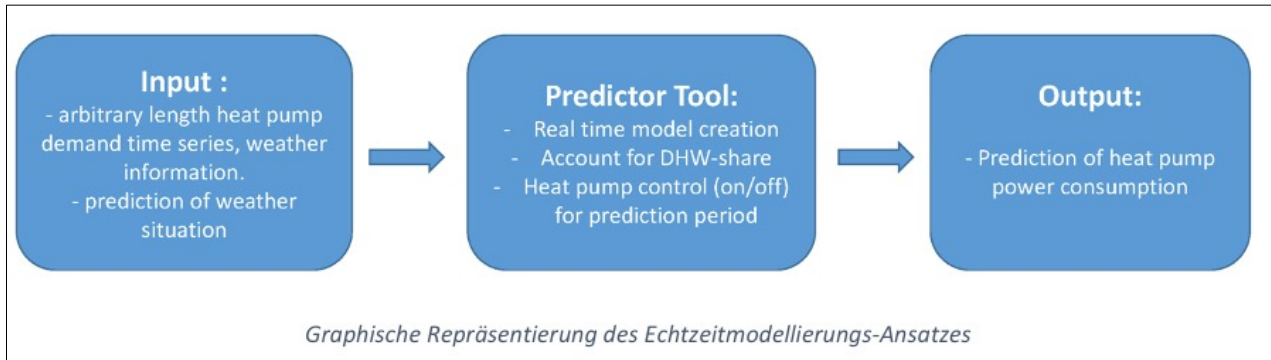 Input :
- arbitrary length heat pump
demand time series, weather
information.
- prediction of weather
situation
Predictor Tool:
- Real time model creation
- Account for DHW-share
- Heat pump control (on/off)
for prediction period
Output:
- Prediction of heat pump
power consumption
Graphische Repräsentierung des Echtzeitmodellierungs-Ansatzes